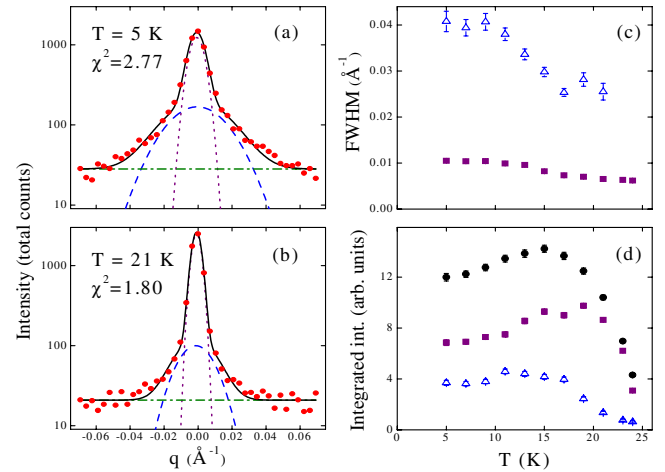 T = 5 K
(a)
χ²=2.77
1000
100
10
T = 21 K
(b)
χ²=1.80
1000
100
10
Intensity (total counts)
-0.06 -0.04 -0.02 0.00 0.02 0.04 0.06
q (Å⁻¹)
(c)
0.04
0.03
0.02
0.01
0.00
FWHM (Å⁻¹)
(d)
12
8
4
0
Integrated int. (arb. units)
0 5 10 15 20 25
T (K)